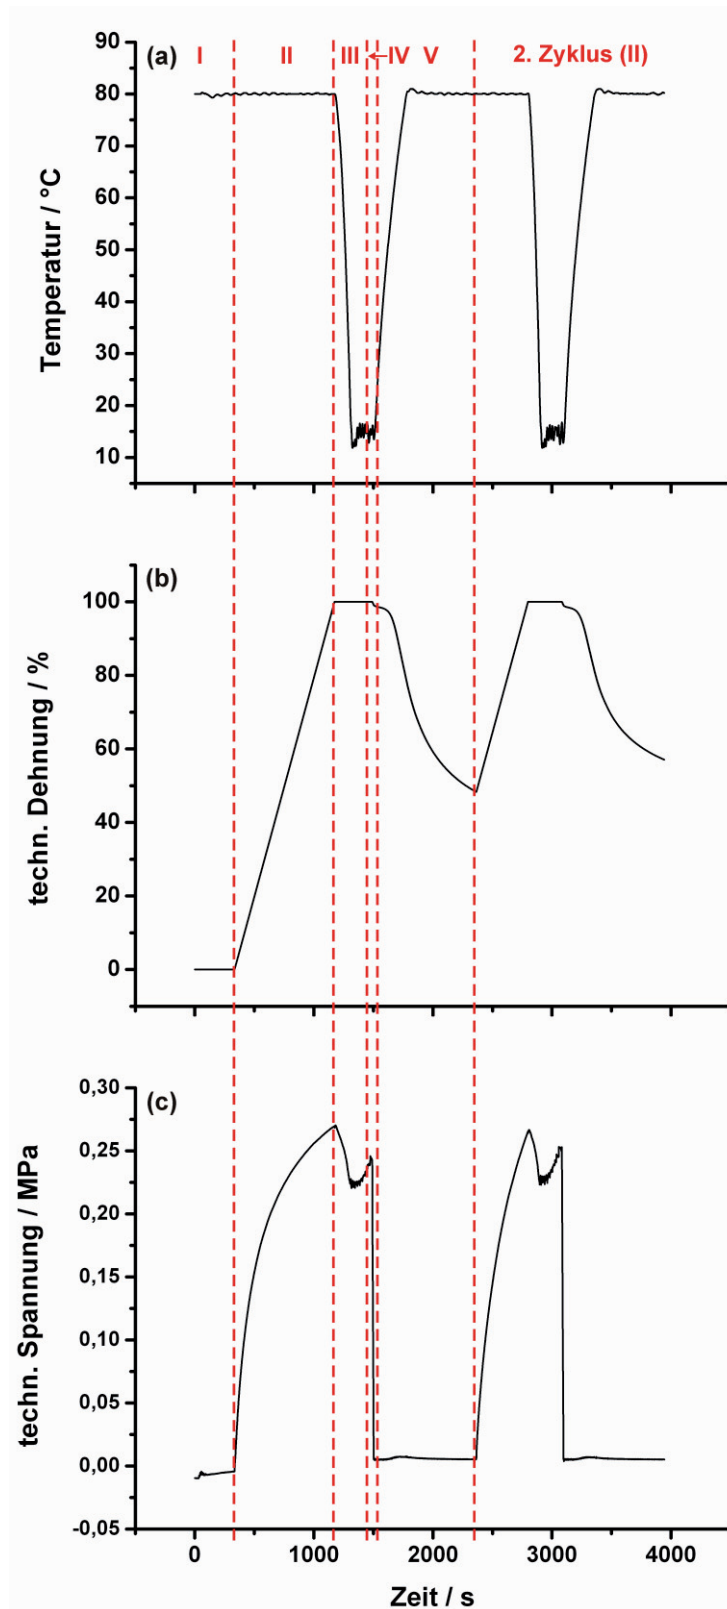 (a) I II III ←IV V 2. Zyklus (II)
90
80
70
60
50
40
30
20
10
Temperatur / °C
(b)
100
80
60
40
20
0
techn. Dehnung / %
(c)
0,30
0,25
0,20
0,15
0,10
0,05
0,00
-0,05
techn. Spannung / MPa
0 1000 2000 3000 4000
Zeit / s